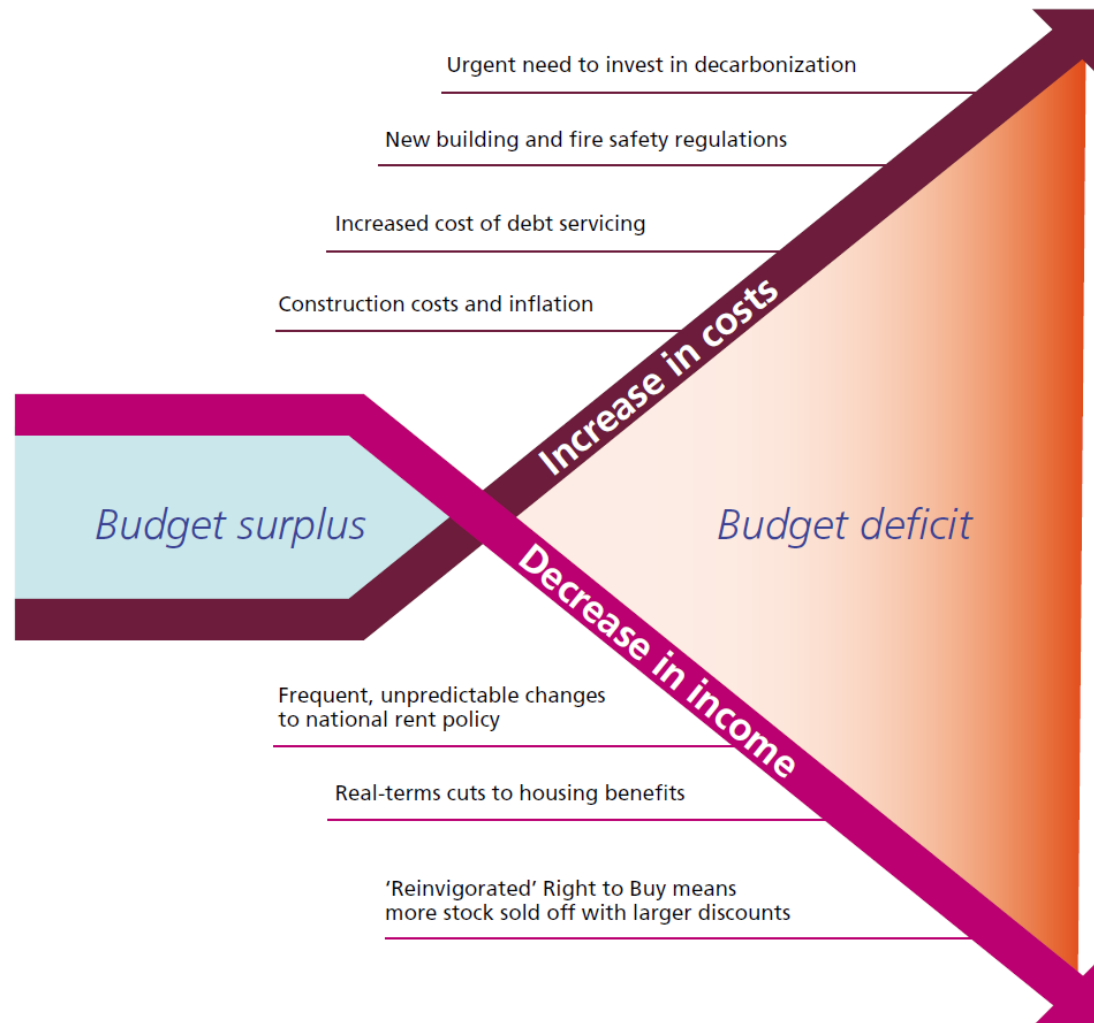 Urgent need to invest in decarbonization
New building and fire safety regulations
Increased cost of debt servicing
Construction costs and inflation
Increase in costs
Budget surplus
Budget deficit
Decrease in income
Frequent, unpredictable changes
to national rent policy
Real-terms cuts to housing benefits
‘Reinvigorated’ Right to Buy means
more stock sold off with larger discounts